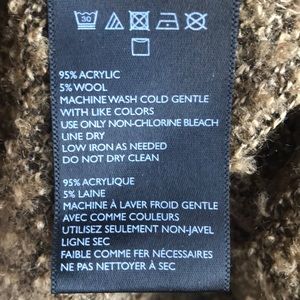 30
95% ACRYLIC
5% WOOL
MACHINE WASH COLD GENTLE
WITH LIKE COLORS
USE ONLY NON-CHLORINE BLEACH
LINE DRY
LOW IRON AS NEEDED
DO NOT DRY CLEAN
95% ACRYLIQUE
5% LAINE
MACHINE À LAVER FROID GENTLE
AVEC COMME COULEURS
UTILISEZ SEULEMENT NON-JAVEL
LIGNE SEC
FAIBLE COMME FER NÉCESSAIRES
NE PAS NETTOYER À SEC